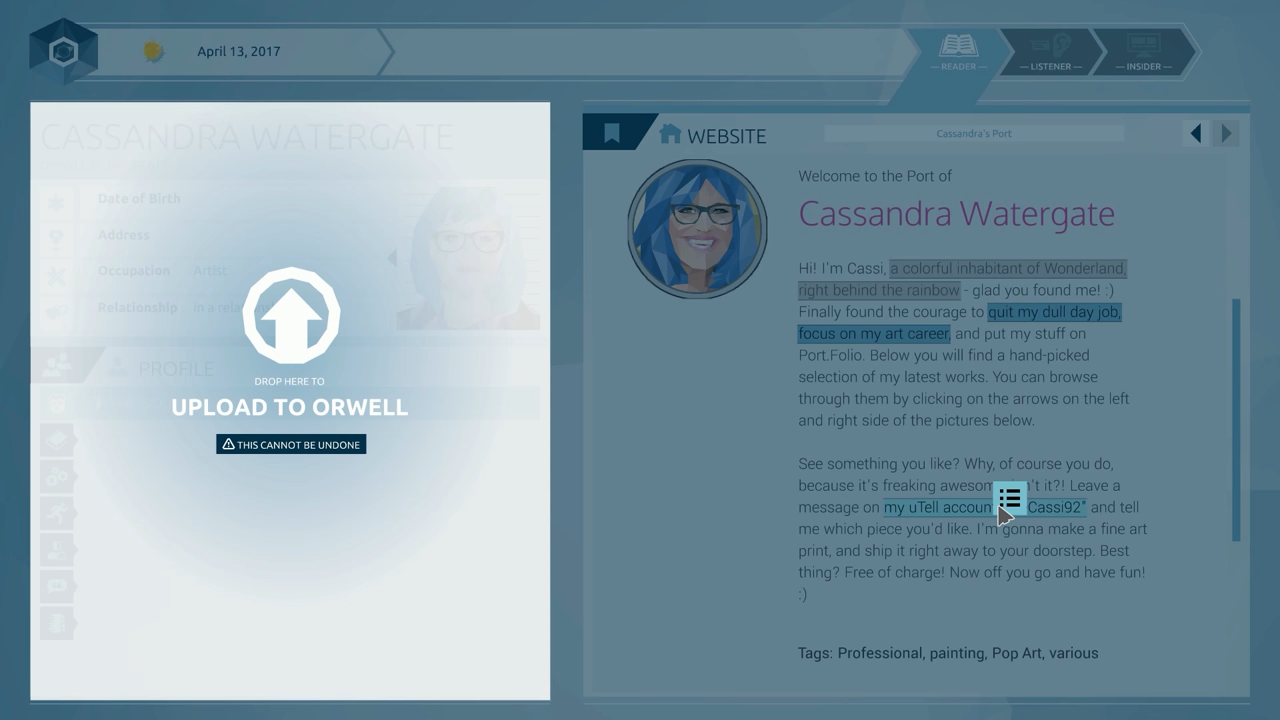 April 13, 2017
— READER —
— LISTENER —
— INSIDER —
CASSANDRA WATERGATE
Date of Birth
Address
Occupation Artist
Relationship in a rela
PROFILE
DROP HERE TO
UPLOAD TO ORWELL
THIS CANNOT BE UNDONE
WEBSITE
Cassandra's Port
Welcome to the Port of
Cassandra Watergate
Hi! I'm Cassi, a colorful inhabitant of Wonderland,
right behind the rainbow - glad you found me! :)
Finally found the courage to quit my dull day job,
focus on my art career, and put my stuff on
Port.Folio. Below you will find a hand-picked
selection of my latest works. You can browse
through them by clicking on the arrows on the left
and right side of the pictures below.
See something you like? Why, of course you do,
because it's freaking awesom 't it?! Leave a
message on my uTell accoun Cassi92" and tell
me which piece you'd like. I'm gonna make a fine art
print, and ship it right away to your doorstep. Best
thing? Free of charge! Now off you go and have fun!
:)
Tags: Professional, painting, Pop Art, various